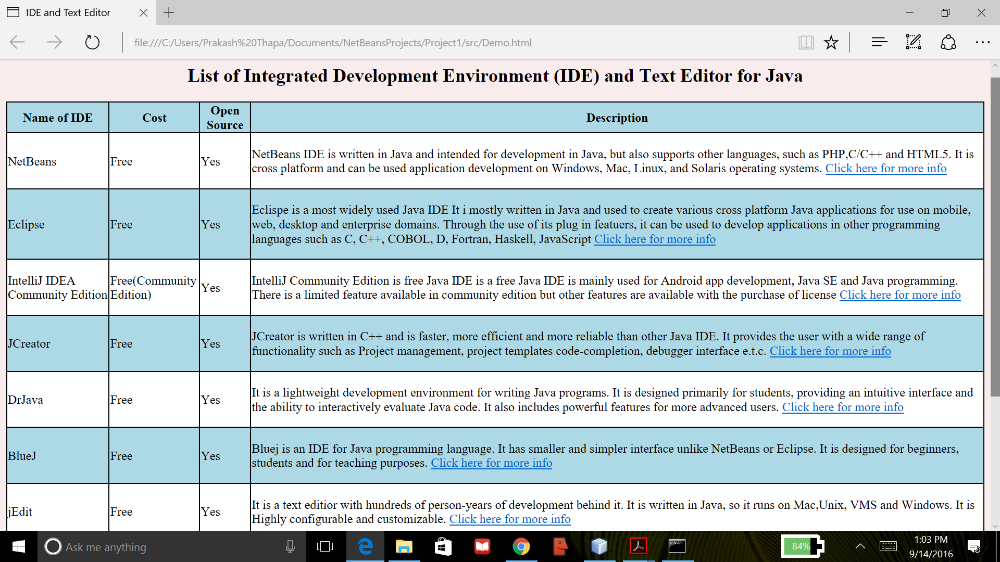 IDE and Text Editor
file:///C:/Users/Prakash%20Thapa/Documents/NetBeansProjects/Project1/src/Demo.html
List of Integrated Development Environment (IDE) and Text Editor for Java
Name of IDE
Cost
Open
Source
Description
NetBeans
Free
Yes
NetBeans IDE is written in Java and intended for development in Java, but also supports other languages, such as PHP,C/C++ and HTML5. It is
cross platform and can be used application development on Windows, Mac, Linux, and Solaris operating systems. Click here for more info
Eclipse
Free
Yes
Eclispe is a most widely used Java IDE It i mostly written in Java and used to create various cross platform Java applications for use on mobile,
web, desktop and enterprise domains. Through the use of its plug in featuers, it can be used to develop applications in other programming
languages such as C, C++, COBOL, D, Fortran, Haskell, JavaScript Click here for more info
IntelliJ IDEA
Community Edition
Free(Community
Edition)
Yes
IntelliJ Community Edition is free Java IDE is a free Java IDE is mainly used for Android app development, Java SE and Java programming.
There is a limited feature available in community edition but other features are available with the purchase of license Click here for more info
JCreator
Free
Yes
JCreator is written in C++ and is faster, more efficient and more reliable than other Java IDE. It provides the user with a wide range of
functionality such as Project management, project templates code-completion, debugger interface e.t.c. Click here for more info
DrJava
Free
Yes
It is a lightweight development environment for writing Java programs. It is designed primarily for students, providing an intuitive interface and
the ability to interactively evaluate Java code. It also includes powerful features for more advanced users. Click here for more info
BlueJ
Free
Yes
Bluej is an IDE for Java programming language. It has smaller and simpler interface unlike NetBeans or Eclipse. It is designed for beginners,
students and for teaching purposes. Click here for more info
jEdit
Free
Yes
It is a text editior with hundreds of person-years of development behind it. It is written in Java, so it runs on Mac,Unix, VMS and Windows. It is
Highly configurable and customizable. Click here for more info
Ask me anything
84%
1:03 PM
9/14/2016